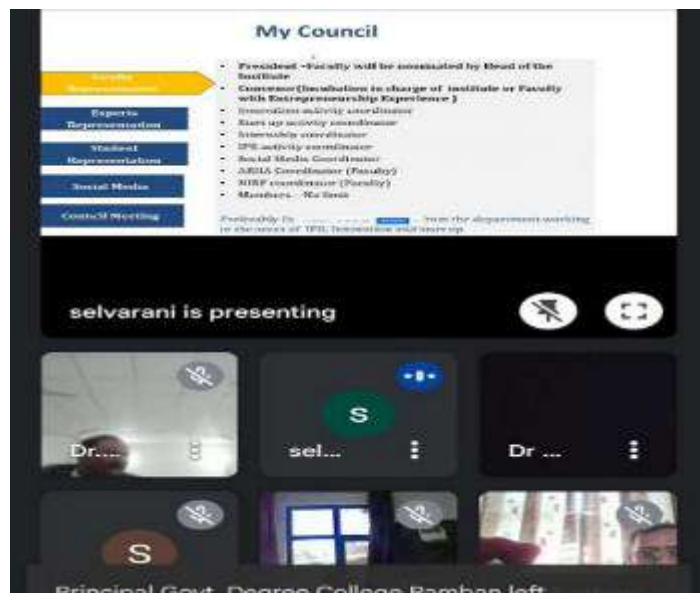 My Council
• President -Faculty will be nominated by Head of the
Institute
• Convenor(Incubation in charge of institute or Faculty
with Entrepreneurship Experience )
• Innovation activity coordinator
• Start up activity coordinator
• Internship coordinator
• IPR activity coordinator
• Social Media Coordinator
• ARIIA Coordinator (Faculty)
• NIRF coordinator (Faculty)
• Members - No limit
from the department working
in the areas of IPR, Innovation and start up
Faculty
Representation
Experts
Representation
Student
Representation
Social Media
Council Meeting
selvarani is presenting
Dr....
S
sel...
Dr ...
S
Principal Govt. Degree College Ramban left